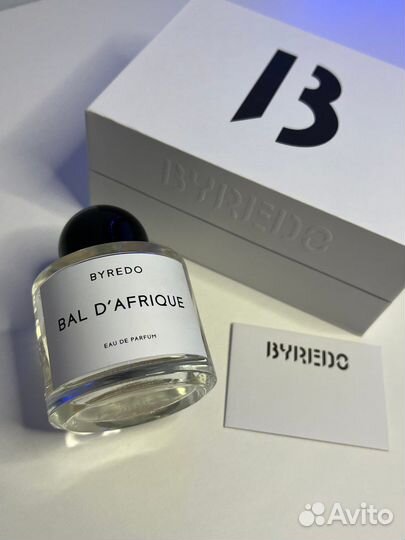 B
BYREDO
BYREDO
BAL D'AFRIQUE
EAU DE PARFUM
BYREDO
Avito